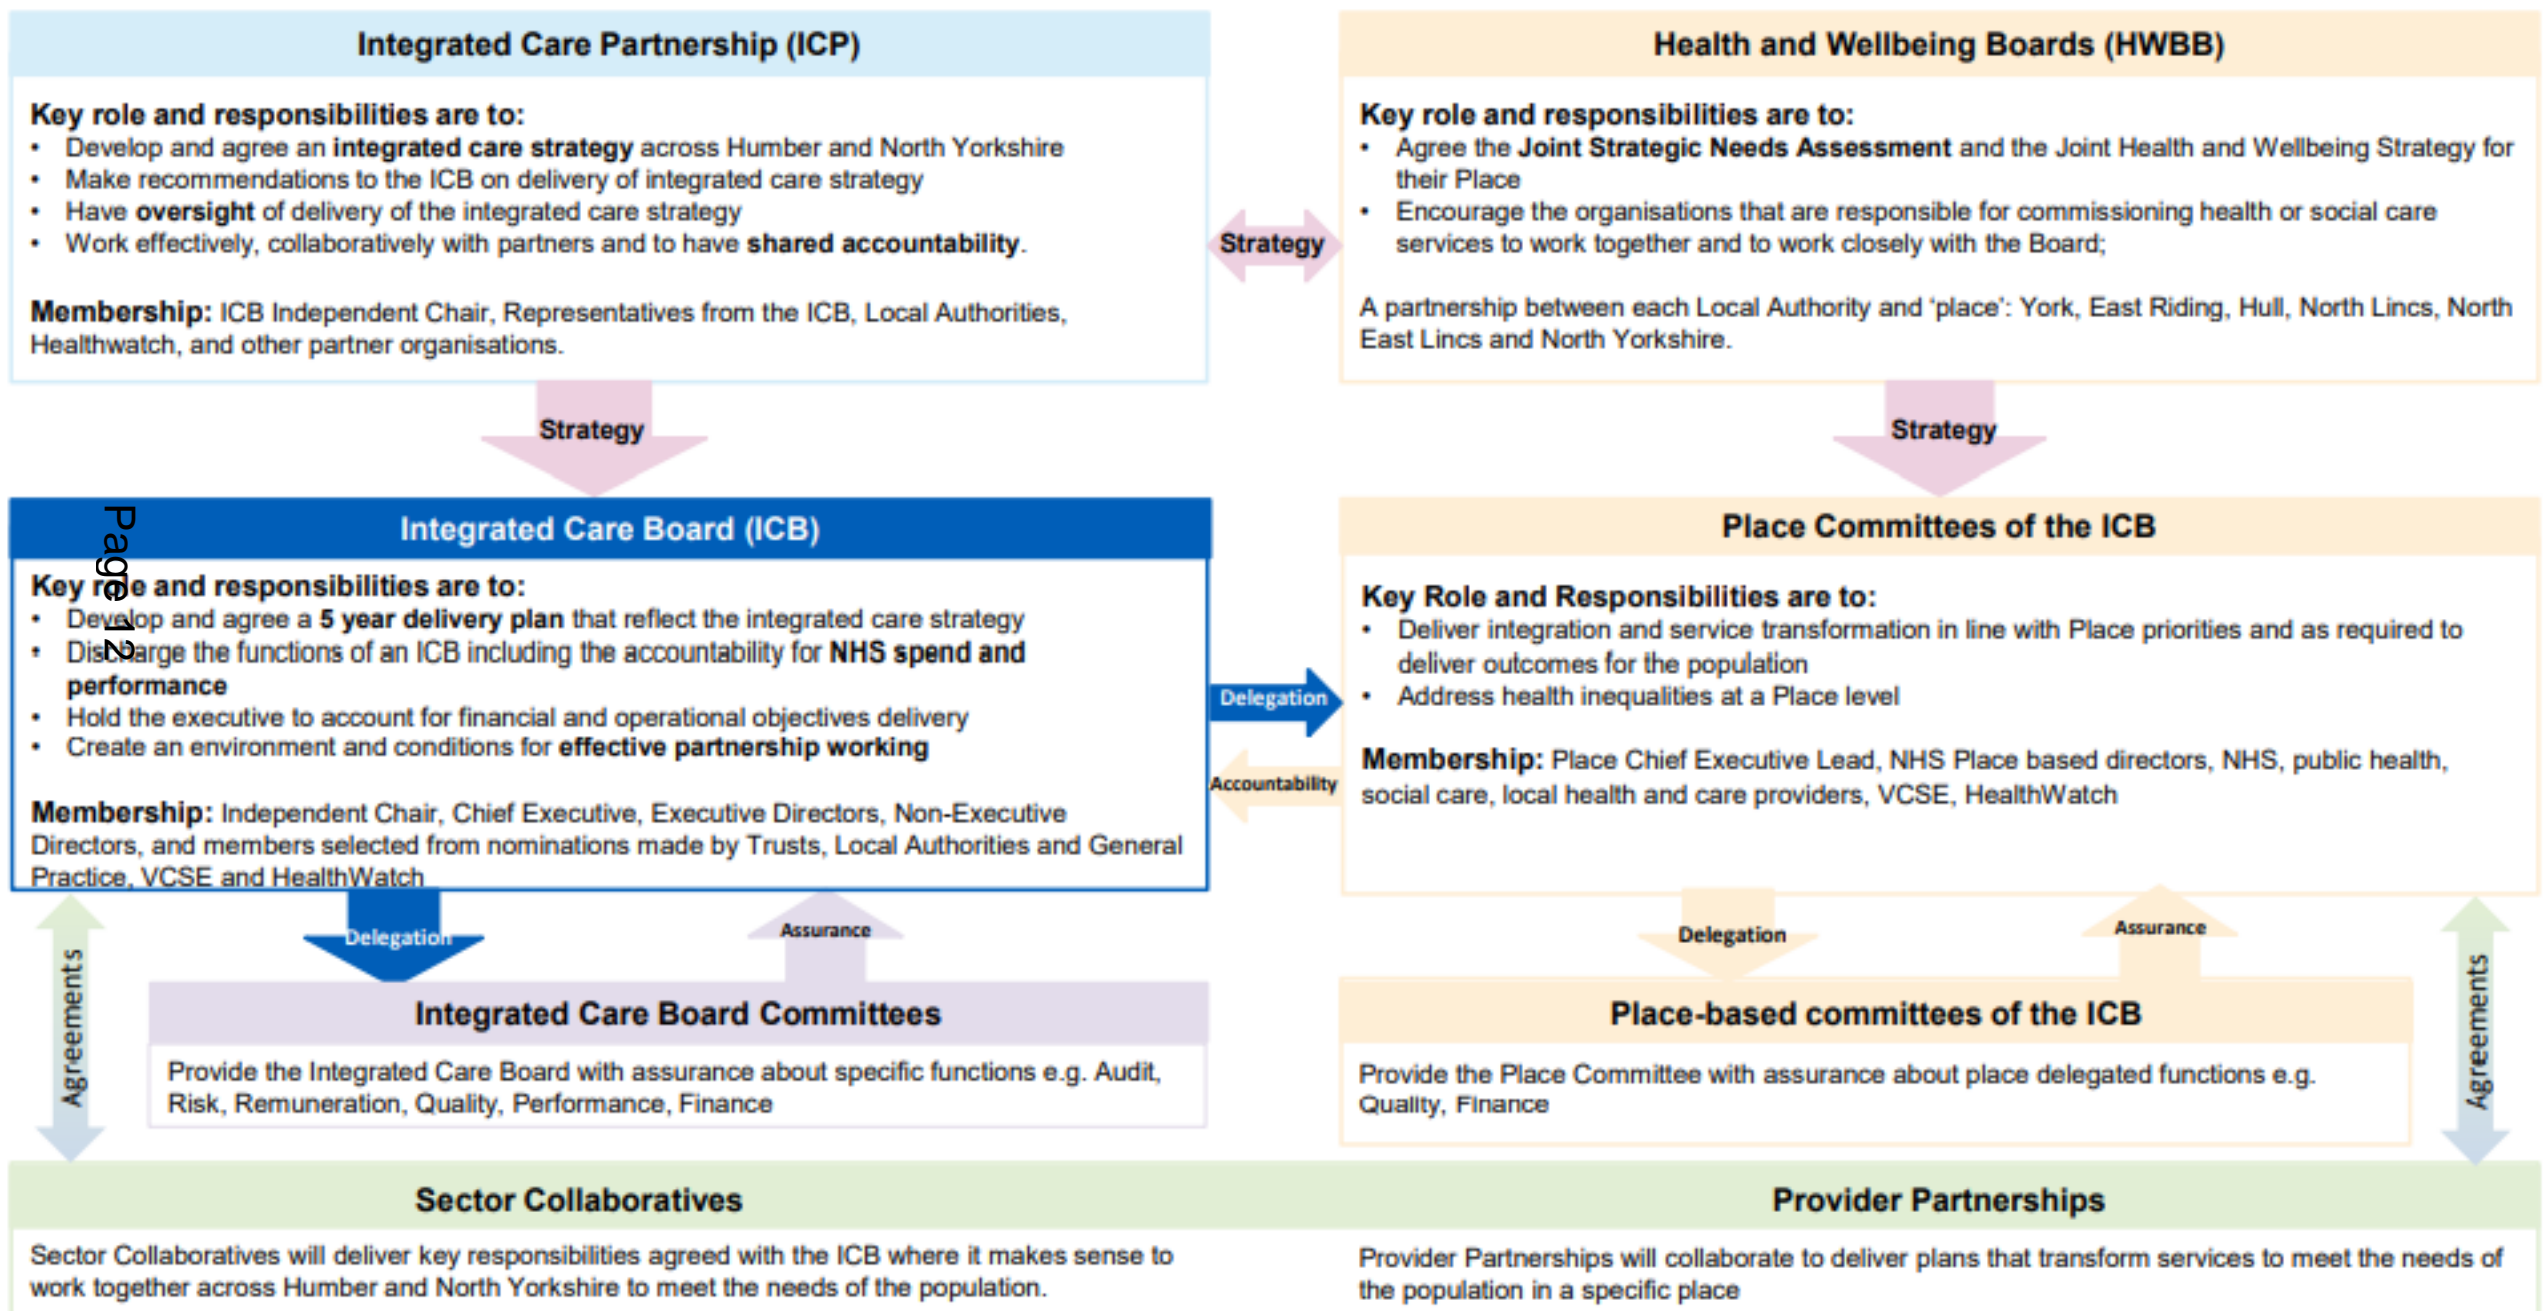 Integrated Care Partnership (ICP)
Key role and responsibilities are to:
• Develop and agree an integrated care strategy across Humber and North Yorkshire
• Make recommendations to the ICB on delivery of integrated care strategy
• Have oversight of delivery of the integrated care strategy
• Work effectively, collaboratively with partners and to have shared accountability.
Membership: ICB Independent Chair, Representatives from the ICB, Local Authorities,
Healthwatch, and other partner organisations.
Strategy
Health and Wellbeing Boards (HWBB)
Key role and responsibilities are to:
• Agree the Joint Strategic Needs Assessment and the Joint Health and Wellbeing Strategy for
their Place
• Encourage the organisations that are responsible for commissioning health or social care
services to work together and to work closely with the Board;
A partnership between each Local Authority and ‘place’: York, East Riding, Hull, North Lincs, North
East Lincs and North Yorkshire.
Strategy
Strategy
Page 12
Integrated Care Board (ICB)
Key role and responsibilities are to:
• Develop and agree a 5 year delivery plan that reflect the integrated care strategy
• Discharge the functions of an ICB including the accountability for NHS spend and
performance
• Hold the executive to account for financial and operational objectives delivery
• Create an environment and conditions for effective partnership working
Membership: Independent Chair, Chief Executive, Executive Directors, Non-Executive
Directors, and members selected from nominations made by Trusts, Local Authorities and General
Practice, VCSE and HealthWatch
Delegation
Accountability
Place Committees of the ICB
Key Role and Responsibilities are to:
• Deliver integration and service transformation in line with Place priorities and as required to
deliver outcomes for the population
• Address health inequalities at a Place level
Membership: Place Chief Executive Lead, NHS Place based directors, NHS, public health,
social care, local health and care providers, VCSE, HealthWatch
Agreements
Delegation
Assurance
Delegation
Assurance
Agreements
Integrated Care Board Committees
Provide the Integrated Care Board with assurance about specific functions e.g. Audit,
Risk, Remuneration, Quality, Performance, Finance
Place-based committees of the ICB
Provide the Place Committee with assurance about place delegated functions e.g.
Quality, Finance
Sector Collaboratives
Sector Collaboratives will deliver key responsibilities agreed with the ICB where it makes sense to
work together across Humber and North Yorkshire to meet the needs of the population.
Provider Partnerships
Provider Partnerships will collaborate to deliver plans that transform services to meet the needs of
the population in a specific place